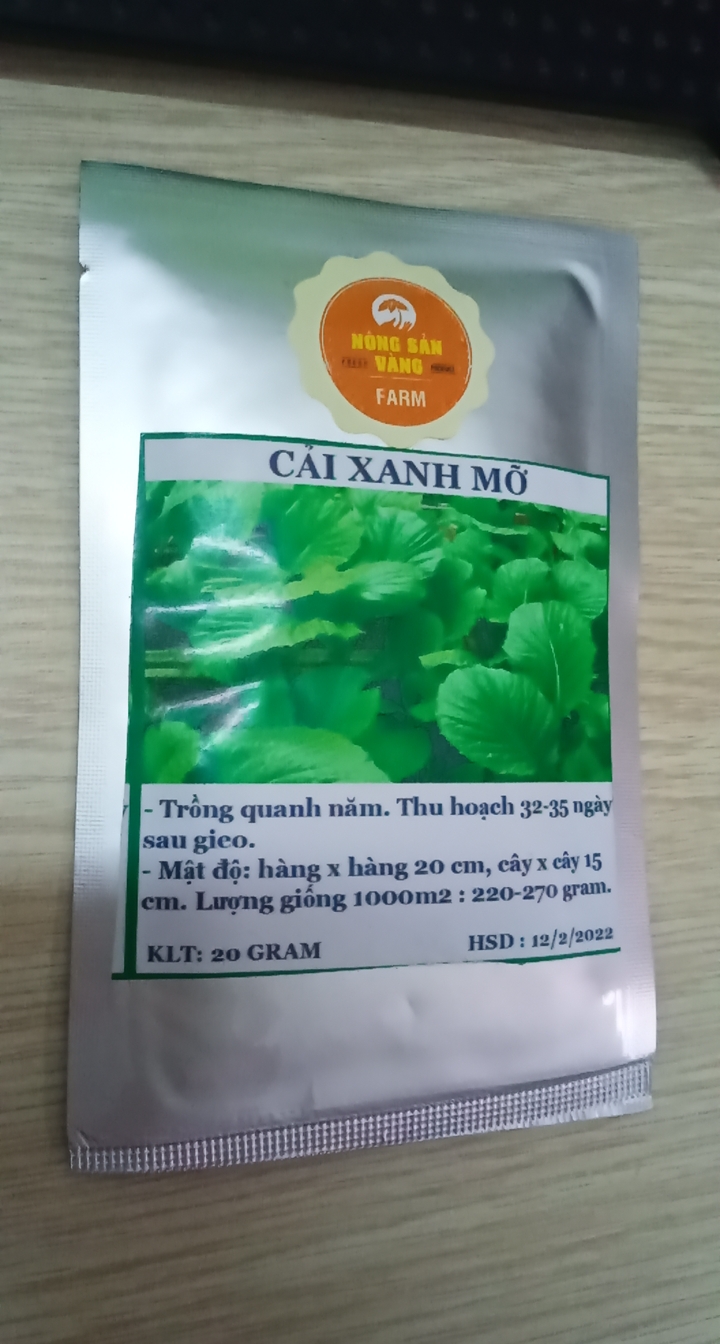 NÔNG SẢN
VÀNG
FARM
CẢI XANH MỠ
- Trồng quanh năm. Thu hoạch 32-35 ngày
sau gieo.
- Mật độ: hàng x hàng 20 cm, cây x cây 15
cm. Lượng giống 1000m2 : 220-270 gram.
KLT: 20 GRAM
HSD : 12/2/2022